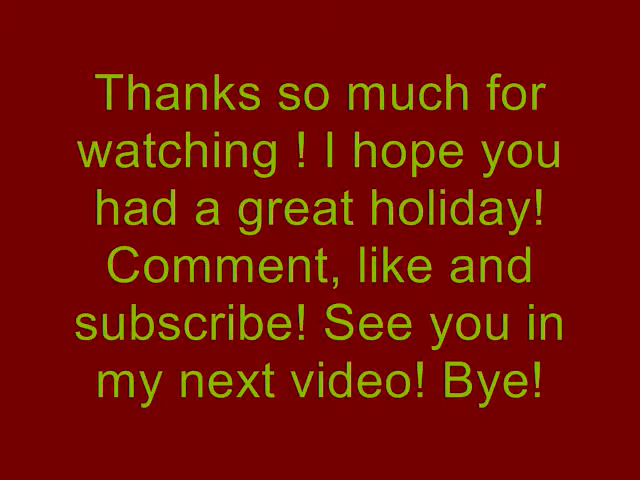 Thanks so much for
watching ! I hope you
had a great holiday!
Comment, like and
subscribe! See you in
my next video! Bye!